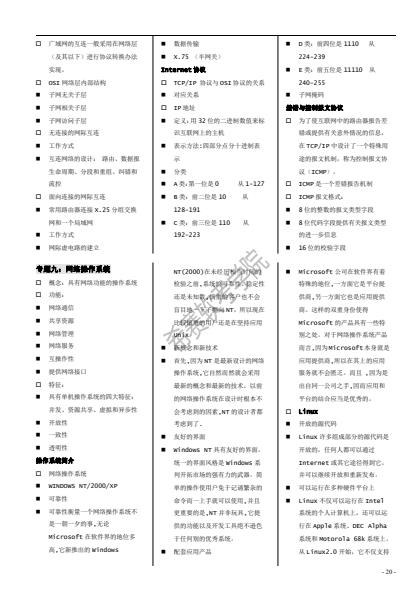 □ 广域网的互连一般采用在网络层
（及其以下）进行协议转换办法
实现。
□ OSI 网络层内部结构
■ 子网无关子层
■ 子网相关子层
■ 子网访问子层
□ 无连接的网际互连
■ 工作方式
■ 互连网络的设计： 路由、数据报
生命周期、分段和重组、纠错和
流控
□ 面向连接的网际互连
■ 常用路由器连接 x.25 分组交换
网和一个局域网
■ 工作方式
■ 网际虚电路的建立
■ 数据传输
■ X.75 （半网关）
Internet 协议
□ TCP/IP 协议与 OSI 协议的关系
■ 对应关系
□ IP 地址
■ 定义:用 32 位的二进制数值来标
识互联网上的主机
■ 表示方法:四部分点分十进制表
示
■ 分类
■ A 类:第一位是 0 从 1-127
■ B 类：前二位是 10 从
128-191
■ C 类：前三位是 110 从
192-223
■ D 类：前四位是 1110 从
224-239
■ E 类：前五位是 11110 从
240-255
■ 子网掩码
差错与控制报文协议
□ 为了使互联网中的路由器报告差
错或提供有关意外情况的信息，
在 TCP/IP 中设计了一个特殊用
途的报文机制，称为控制报文协
议（ICMP）。
□ ICMP 是一个差错报告机制
□ ICMP 报文格式：
■ 8 位的整数的报文类型字段
■ 8 位代码字段提供有关报文类型
的进一步信息
■ 16 位的校验字段
专题九：网络操作系统
□ 概念：具有网络功能的操作系统
□ 功能：
■ 网络通信
■ 共享资源
■ 网络管理
■ 网络服务
■ 互操作性
■ 提供网络接口
□ 特征：
■ 具有单机操作系统的四大特征：
并发、资源共享、虚拟和异步性
■ 开放性
■ 一致性
■ 透明性
操作系统简介
□ 网络操作系统
■ WINDOWS NT/2000/XP
■ 可靠性
■ 可靠性衡量一个网络操作系统不
是一朝一夕的事,无论
Microsoft 在软件界的地位多
高,它新推出的 Windows
NT(2000)在未经历相当时间的
检验之前,系统的可靠性、稳定性
还是未知数,慎重的客户也不会
盲目地一下子倒向 NT。所以现在
比较慎重的用户还是在坚持应用
Unix。
■ 新概念和新技术
■ 首先,因为 NT 是最新设计的网络
操作系统,它自然而然就会采用
最新的概念和最新的技术。以前
的网络操作系统在设计时根本不
会考虑到的因素,NT 的设计者都
考虑到了.
■ 友好的界面
■ Windows NT 具有友好的界面。
统一的界面风格是 Windows 系
列开拓市场的强有力的武器。简
单的操作使用户免于记诵繁杂的
命令而一上手就可以使用,并且
更重要的是,NT 并非玩具,它提
供的功能以及开发工具绝不逊色
于任何别的优秀系统。
■ 配套应用产品
■ Microsoft 公司在软件界有着
特殊的地位,一方面它是平台提
供商,另一方面它也是应用提供
商。这样的双重身份使得
Microsoft 的产品具有一些特
别之处。对于网络操作系统产品
而言,因为Microsoft本身就是
应用提供商,所以在其上的应用
服务就不会匮乏。而且 ,因为是
出自同一公司之手,因而应用和
平台的结合应当是优秀的。
□ Linux
■ 开放的源代码
■ Linux 许多组成部分的源代码是
开放的，任何人都可以通过
Internet 或其它途径得到它，
并可以继续开放和重新发布。
■ 可以运行在多种硬件平台上
■ Linux 不仅可以运行在 Intel
系统的个人计算机上，还可以运
行在 Apple 系统、DEC Alpha
系统和 Motorola 68k 系统上，
从 Linux2.0 开始，它不仅支持
- 20 -